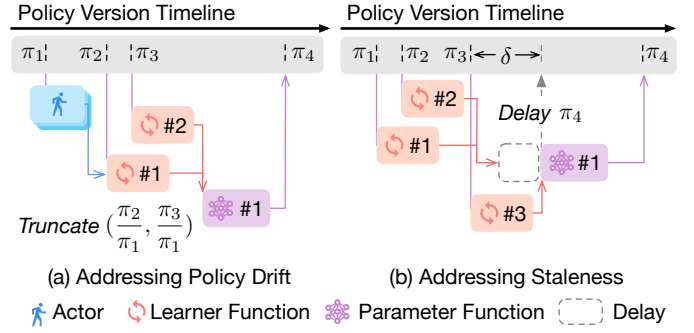 Policy Version Timeline
π₁ π₂ π₃ π₄
#2
#1
#1
Truncate (π₂/π₁, π₃/π₁)
(a) Addressing Policy Drift
Policy Version Timeline
π₁ π₂ π₃ ← δ → π₄
#2
Delay π₄
#1
#1
#3
(b) Addressing Staleness
Actor Learner Function Parameter Function Delay